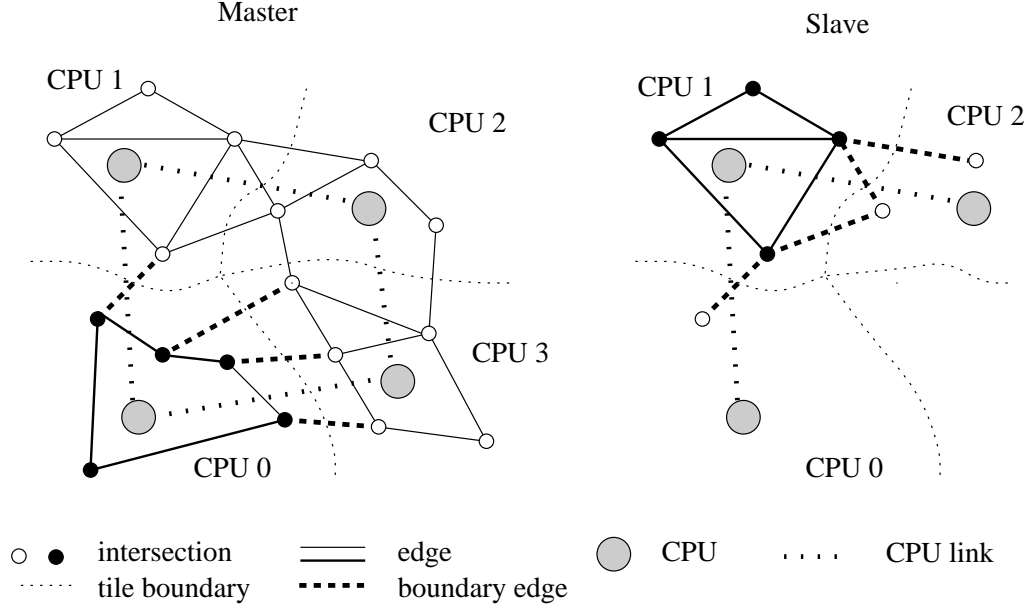 Master
Slave
CPU 1
CPU 2
CPU 3
CPU 0
CPU 1
CPU 2
CPU 0
intersection
edge
CPU
CPU link
tile boundary
boundary edge